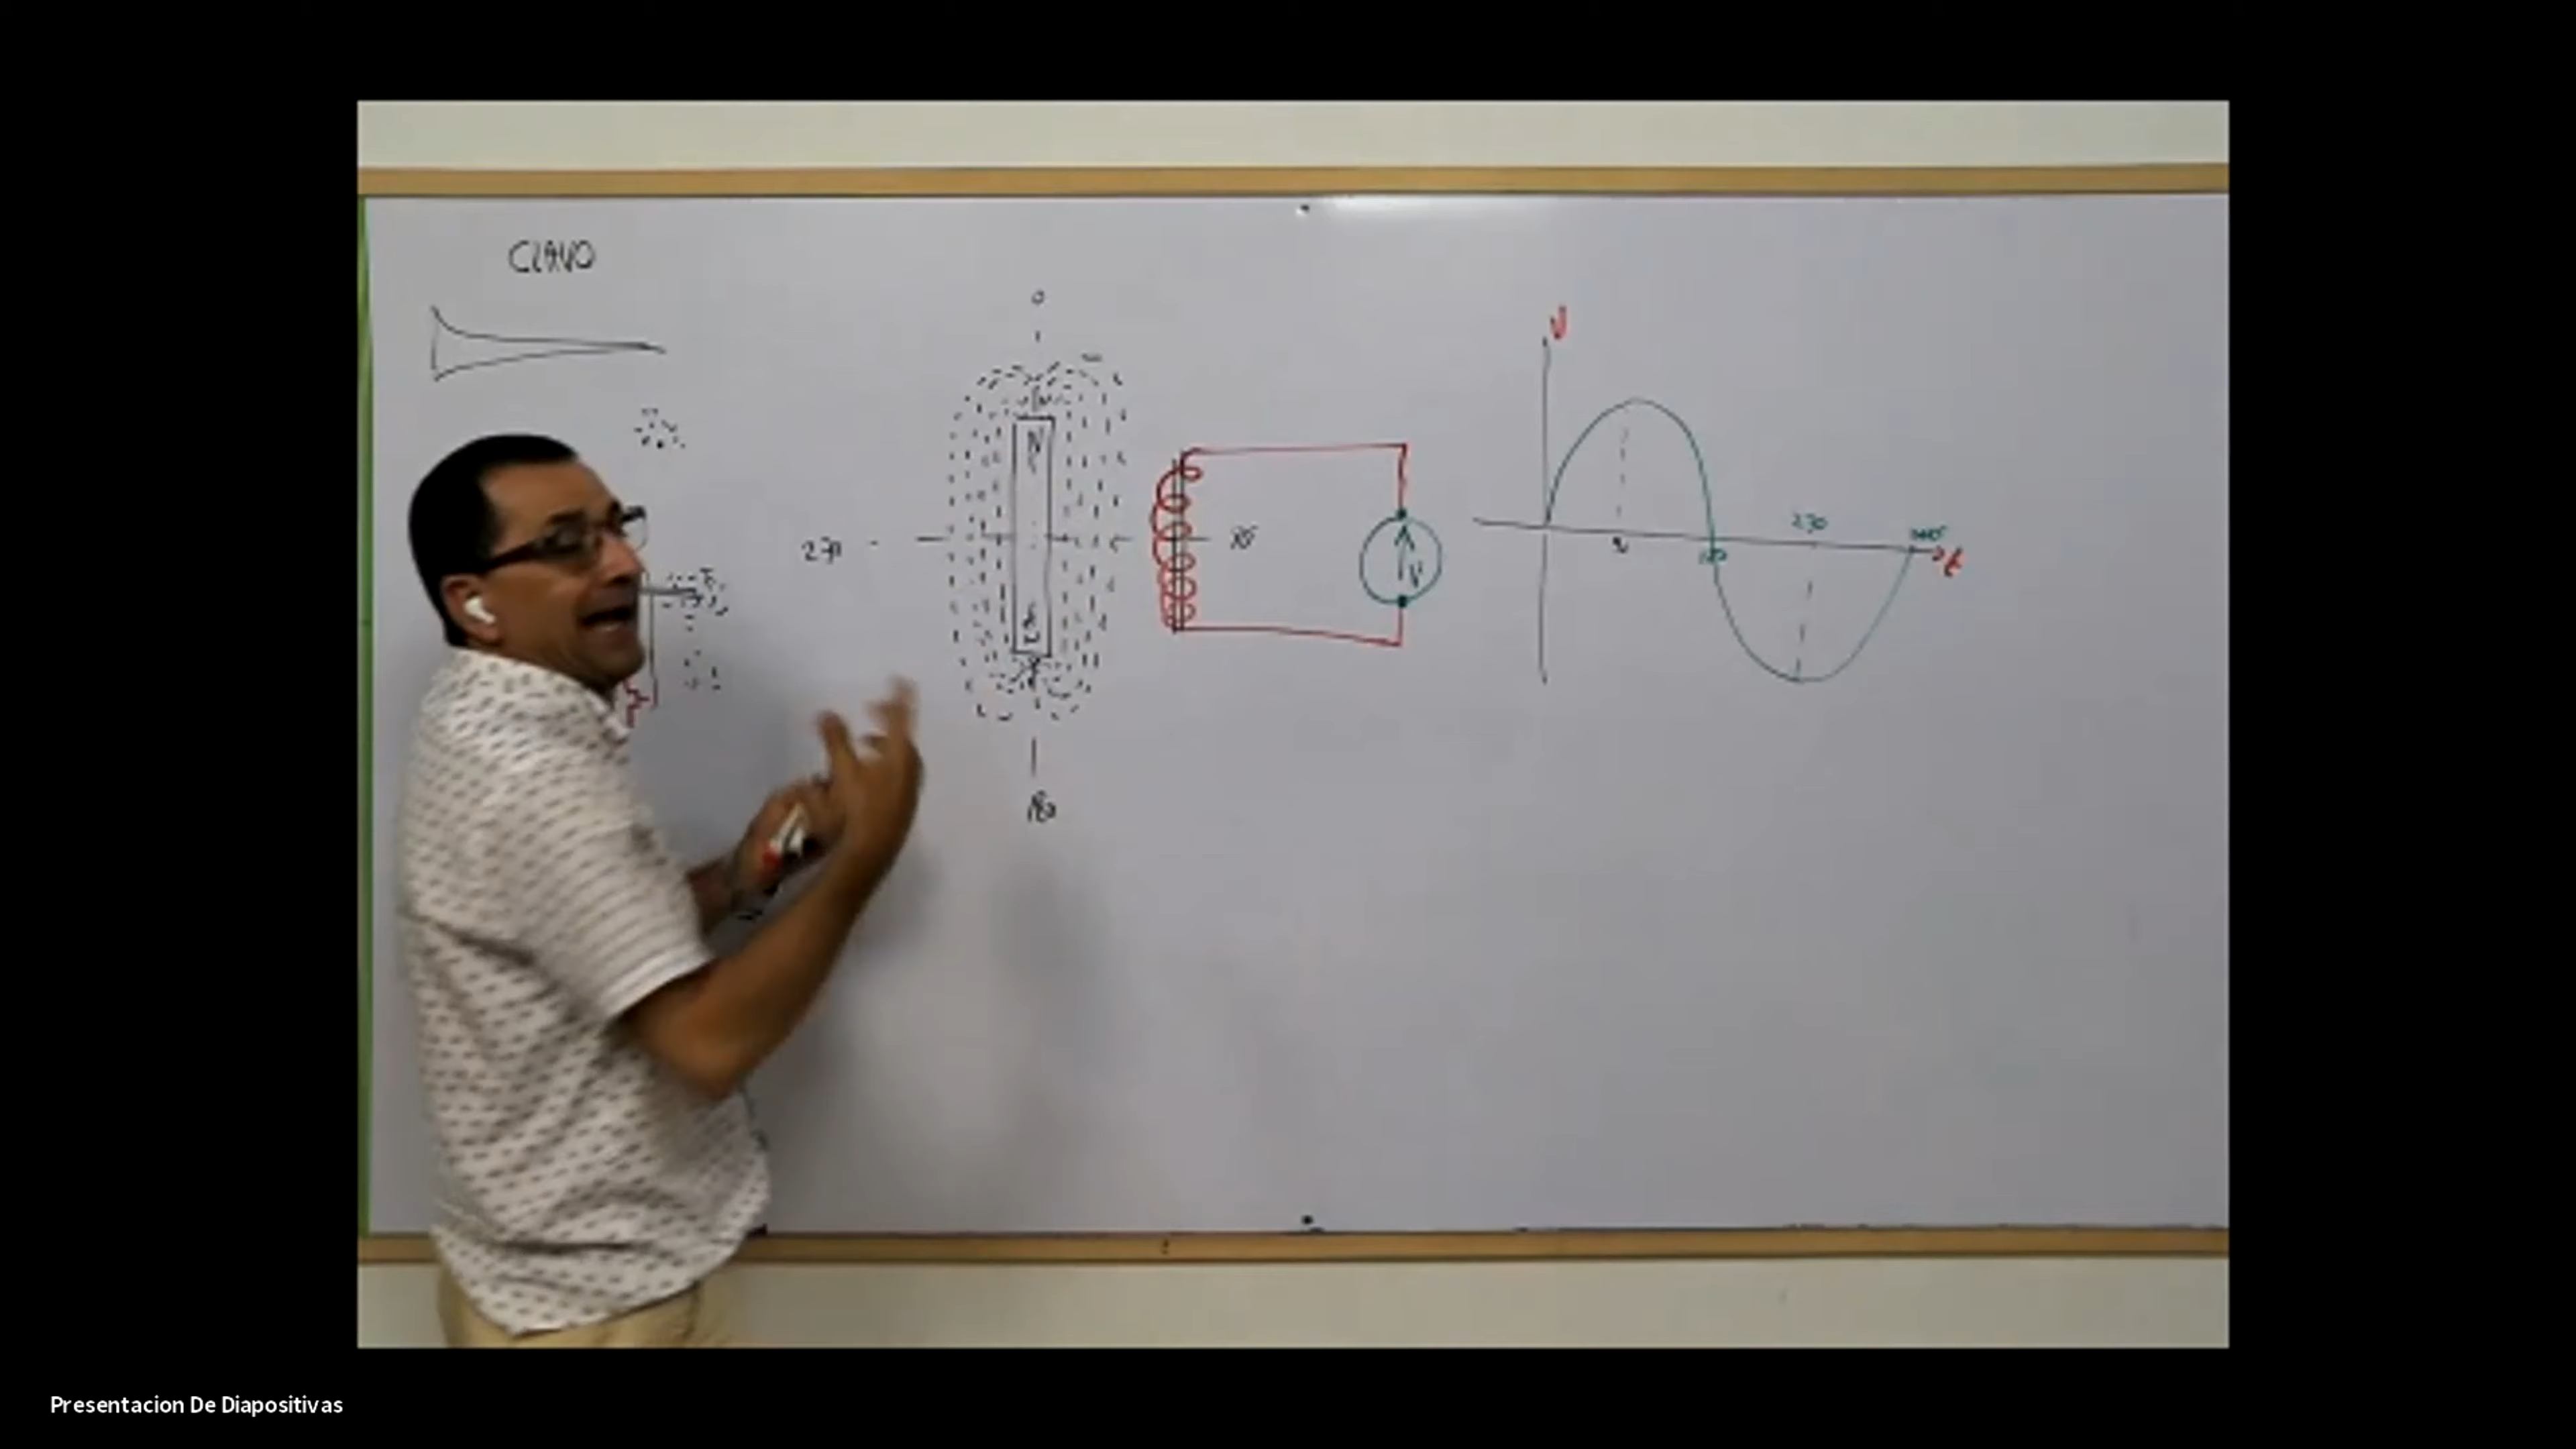 CLAVO
0
V
N
270
90
V
90
180
270
360
t
180
Presentacion De Diapositivas